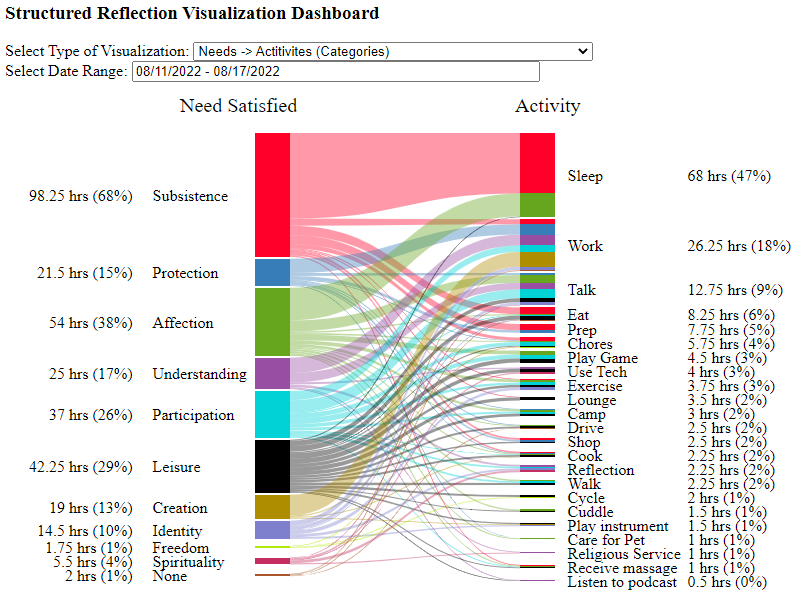 Structured Reflection Visualization Dashboard
Select Type of Visualization: Needs -> Actitivites (Categories)
Select Date Range: 08/11/2022 - 08/17/2022
Need Satisfied
Activity
98.25 hrs (68%) Subsistence
21.5 hrs (15%) Protection
54 hrs (38%) Affection
25 hrs (17%) Understanding
37 hrs (26%) Participation
42.25 hrs (29%) Leisure
19 hrs (13%) Creation
14.5 hrs (10%) Identity
1.75 hrs (1%) Freedom
5.5 hrs (4%) Spirituality
2 hrs (1%) None
Sleep 68 hrs (47%)
Work 26.25 hrs (18%)
Talk 12.75 hrs (9%)
Eat 8.25 hrs (6%)
Prep 7.75 hrs (5%)
Chores 5.75 hrs (4%)
Play Game 4.5 hrs (3%)
Use Tech 4 hrs (3%)
Exercise 3.75 hrs (3%)
Lounge 3.5 hrs (2%)
Camp 3 hrs (2%)
Drive 2.5 hrs (2%)
Shop 2.5 hrs (2%)
Cook 2.25 hrs (2%)
Reflection 2.25 hrs (2%)
Walk 2.25 hrs (2%)
Cycle 2 hrs (1%)
Cuddle 1.5 hrs (1%)
Play instrument 1.5 hrs (1%)
Care for Pet 1 hrs (1%)
Religious Service 1 hrs (1%)
Receive massage 1 hrs (1%)
Listen to podcast 0.5 hrs (0%)